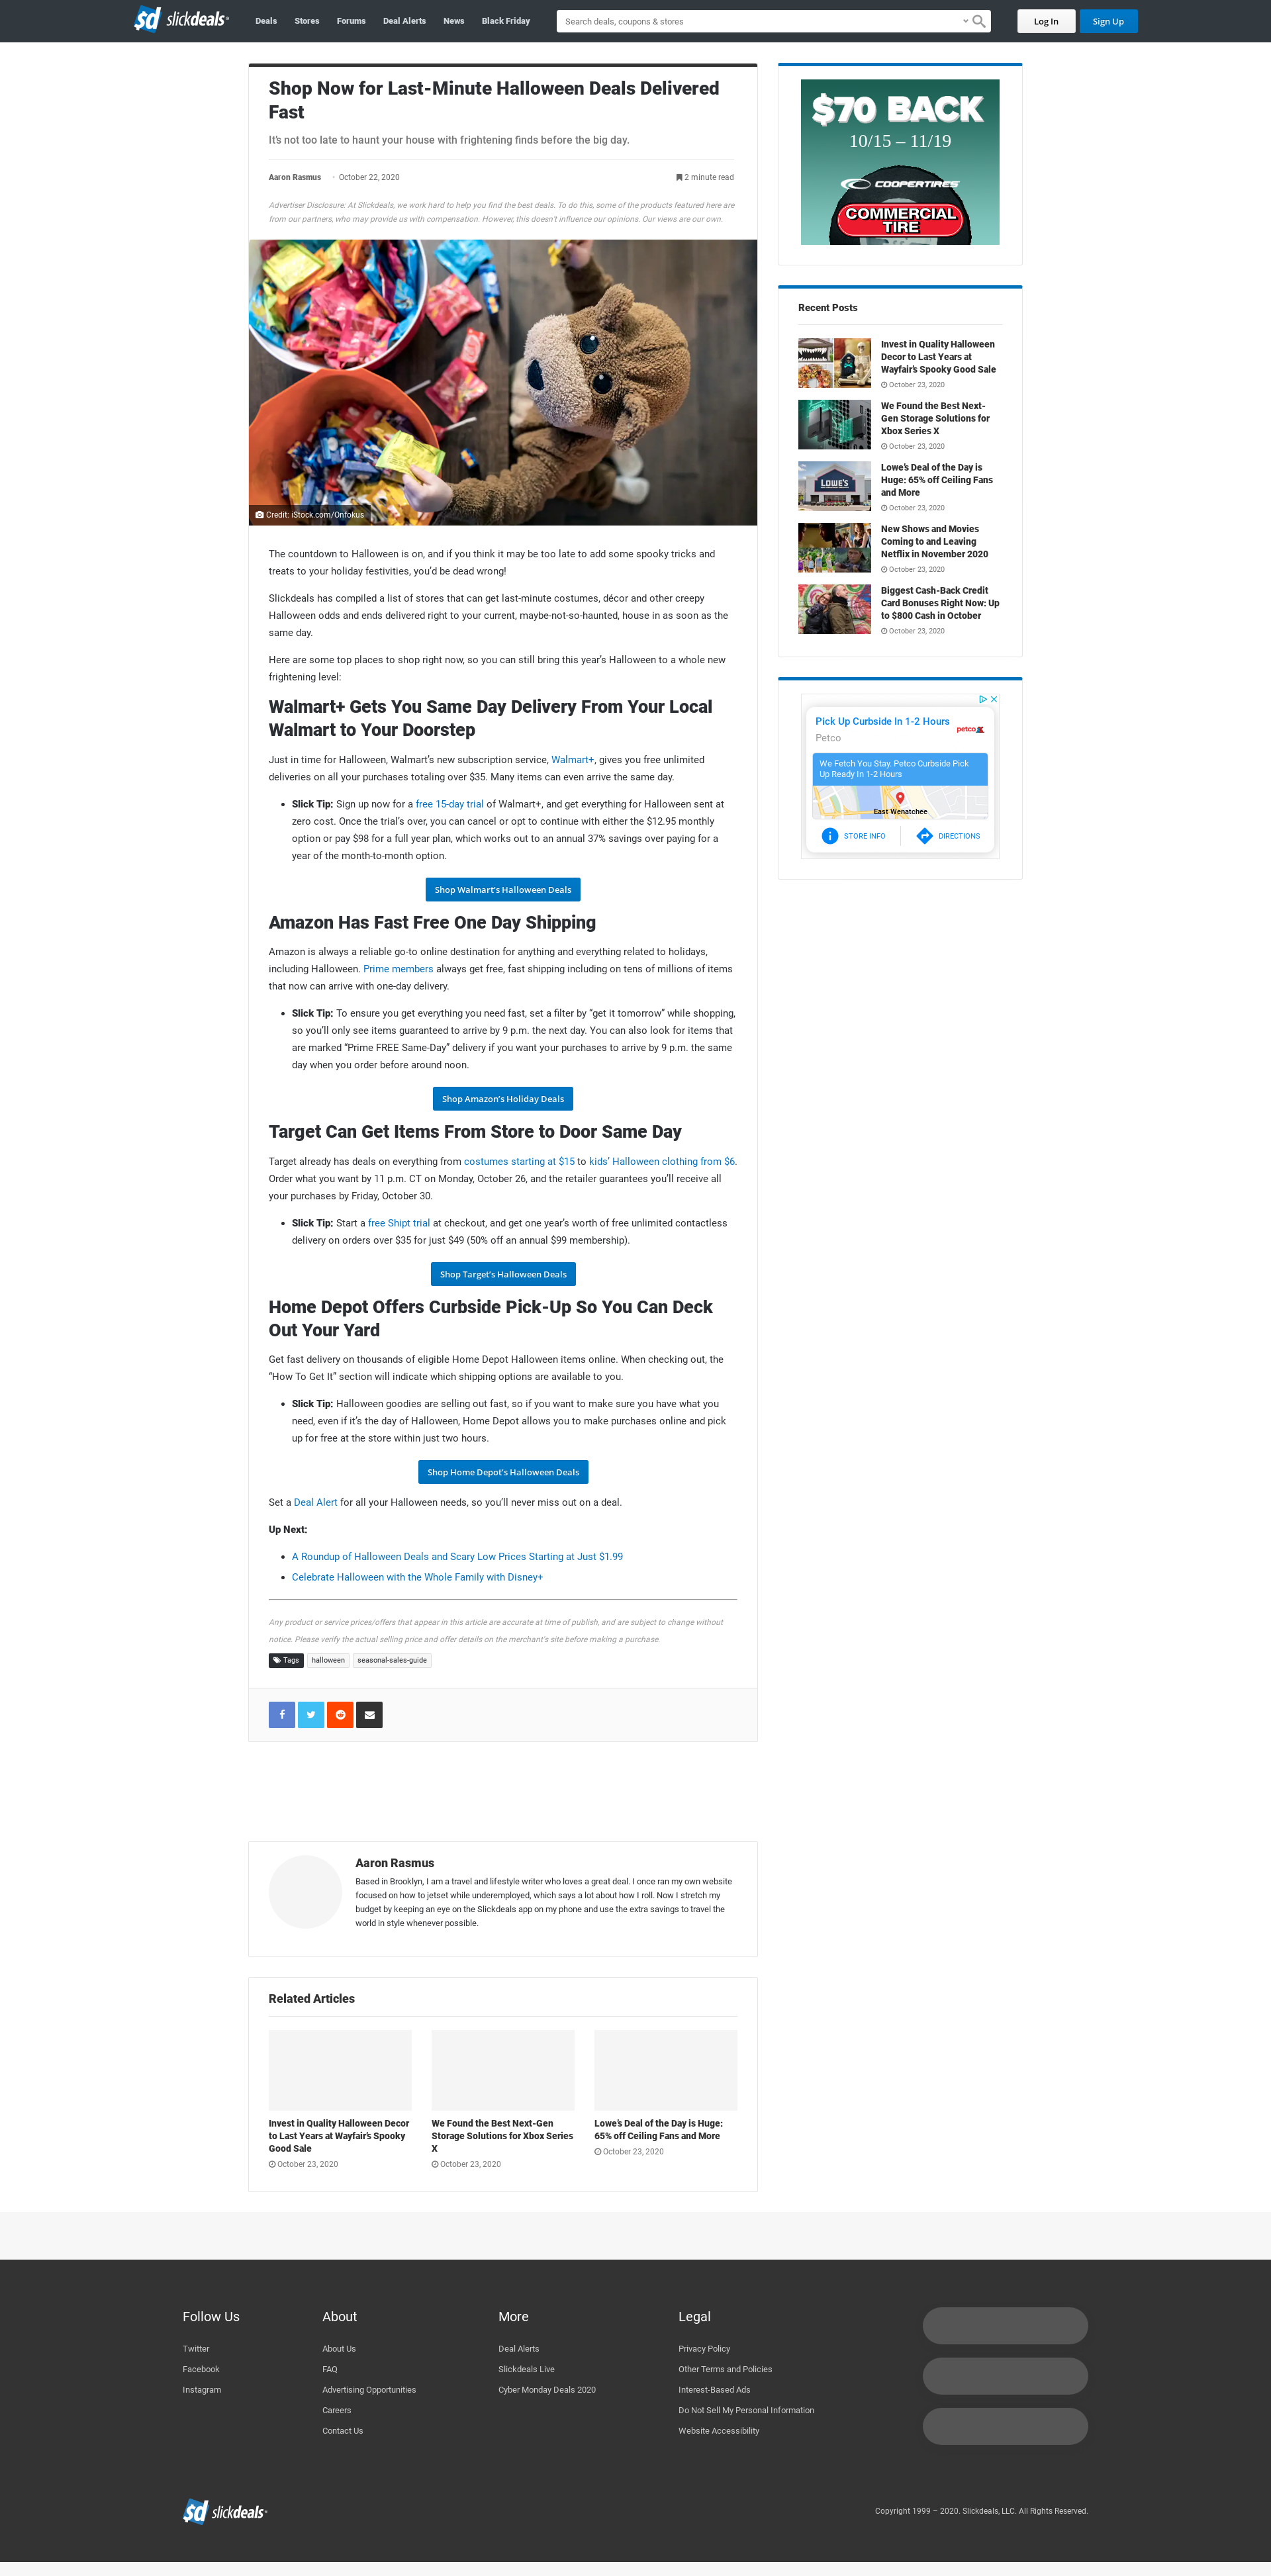 slickdeals
Deals
Stores
Forums
Deal Alerts
News
Black Friday
Search deals, coupons & stores
Log In
Sign Up
Shop Now for Last-Minute Halloween Deals Delivered
Fast
It's not too late to haunt your house with frightening finds before the big day.
Aaron Rasmus · October 22, 2020
2 minute read
Advertiser Disclosure: At Slickdeals, we work hard to help you find the best deals. To do this, some of the products featured here are
from our partners, who may provide us with compensation. However, this doesn't influence our opinions. Our views are our own.
Credit: iStock.com/Onfokus
The countdown to Halloween is on, and if you think it may be too late to add some spooky tricks and
treats to your holiday festivities, you'd be dead wrong!
Slickdeals has compiled a list of stores that can get last-minute costumes, décor and other creepy
Halloween odds and ends delivered right to your current, maybe-not-so-haunted, house in as soon as the
same day.
Here are some top places to shop right now, so you can still bring this year's Halloween to a whole new
frightening level:
Walmart+ Gets You Same Day Delivery From Your Local
Walmart to Your Doorstep
Just in time for Halloween, Walmart's new subscription service, Walmart+, gives you free unlimited
deliveries on all your purchases totaling over $35. Many items can even arrive the same day.
• Slick Tip: Sign up now for a free 15-day trial of Walmart+, and get everything for Halloween sent at
zero cost. Once the trial's over, you can cancel or opt to continue with either the $12.95 monthly
option or pay $98 for a full year plan, which works out to an annual 37% savings over paying for a
year of the month-to-month option.
Shop Walmart's Halloween Deals
Amazon Has Fast Free One Day Shipping
Amazon is always a reliable go-to online destination for anything and everything related to holidays,
including Halloween. Prime members always get free, fast shipping including on tens of millions of items
that now can arrive with one-day delivery.
• Slick Tip: To ensure you get everything you need fast, set a filter by "get it tomorrow" while shopping,
so you'll only see items guaranteed to arrive by 9 p.m. the next day. You can also look for items that
are marked "Prime FREE Same-Day" delivery if you want your purchases to arrive by 9 p.m. the same
day when you order before around noon.
Shop Amazon's Holiday Deals
Target Can Get Items From Store to Door Same Day
Target already has deals on everything from costumes starting at $15 to kids' Halloween clothing from $6.
Order what you want by 11 p.m. CT on Monday, October 26, and the retailer guarantees you'll receive all
your purchases by Friday, October 30.
• Slick Tip: Start a free Shipt trial at checkout, and get one year's worth of free unlimited contactless
delivery on orders over $35 for just $49 (50% off an annual $99 membership).
Shop Target's Halloween Deals
Home Depot Offers Curbside Pick-Up So You Can Deck
Out Your Yard
Get fast delivery on thousands of eligible Home Depot Halloween items online. When checking out, the
"How To Get It" section will indicate which shipping options are available to you.
• Slick Tip: Halloween goodies are selling out fast, so if you want to make sure you have what you
need, even if it's the day of Halloween, Home Depot allows you to make purchases online and pick
up for free at the store within just two hours.
Shop Home Depot's Halloween Deals
Set a Deal Alert for all your Halloween needs, so you'll never miss out on a deal.
Up Next:
• A Roundup of Halloween Deals and Scary Low Prices Starting at Just $1.99
• Celebrate Halloween with the Whole Family with Disney+
Any product or service prices/offers that appear in this article are accurate at time of publish, and are subject to change without
notice. Please verify the actual selling price and offer details on the merchant's site before making a purchase.
Tags
halloween
seasonal-sales-guide
$70 BACK
10/15 – 11/19
COOPERTIRES
COMMERCIAL
TIRE
Recent Posts
Invest in Quality Halloween
Decor to Last Years at
Wayfair's Spooky Good Sale
October 23, 2020
We Found the Best Next-
Gen Storage Solutions for
Xbox Series X
October 23, 2020
LOWE'S
Lowe's Deal of the Day is
Huge: 65% off Ceiling Fans
and More
October 23, 2020
New Shows and Movies
Coming to and Leaving
Netflix in November 2020
October 23, 2020
Biggest Cash-Back Credit
Card Bonuses Right Now: Up
to $800 Cash in October
October 23, 2020
Pick Up Curbside In 1-2 Hours
Petco
petco
We Fetch You Stay. Petco Curbside Pick
Up Ready In 1-2 Hours
East Wenatchee
STORE INFO
DIRECTIONS
Aaron Rasmus
Based in Brooklyn, I am a travel and lifestyle writer who loves a great deal. I once ran my own website
focused on how to jetset while underemployed, which says a lot about how I roll. Now I stretch my
budget by keeping an eye on the Slickdeals app on my phone and use the extra savings to travel the
world in style whenever possible.
Related Articles
Invest in Quality Halloween Decor
to Last Years at Wayfair's Spooky
Good Sale
October 23, 2020
We Found the Best Next-Gen
Storage Solutions for Xbox Series
X
October 23, 2020
Lowe's Deal of the Day is Huge:
65% off Ceiling Fans and More
October 23, 2020
Follow Us
Twitter
Facebook
Instagram
About
About Us
FAQ
Advertising Opportunities
Careers
Contact Us
More
Deal Alerts
Slickdeals Live
Cyber Monday Deals 2020
Legal
Privacy Policy
Other Terms and Policies
Interest-Based Ads
Do Not Sell My Personal Information
Website Accessibility
slickdeals
Copyright 1999 – 2020. Slickdeals, LLC. All Rights Reserved.